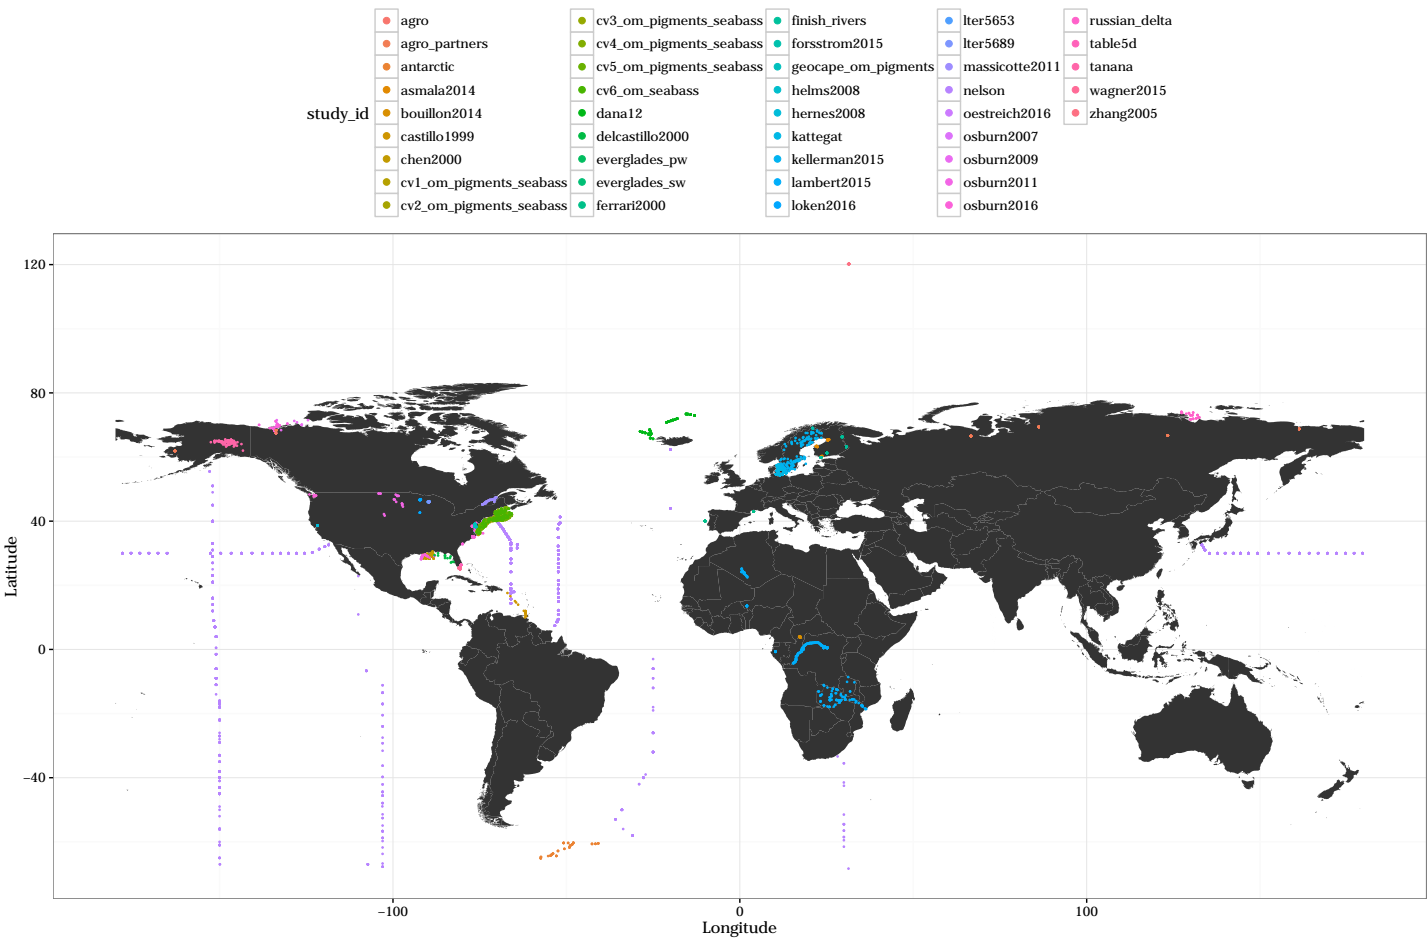 agro
agro_partners
antarctic
asmala2014
study_id
bouillon2014
castillo1999
chen2000
cv1_om_pigments_seabass
cv2_om_pigments_seabass
cv3_om_pigments_seabass
cv4_om_pigments_seabass
cv5_om_pigments_seabass
cv6_om_seabass
dana12
delcastillo2000
everglades_pw
everglades_sw
ferrari2000
finish_rivers
forsstrom2015
geocape_om_pigments
helms2008
hernes2008
kattegat
kellerman2015
lambert2015
loken2016
lter5653
lter5689
massicotte2011
nelson
oestreich2016
osburn2007
osburn2009
osburn2011
osburn2016
russian_delta
table5d
tanana
wagner2015
zhang2005
120
80
40
0
−40
Latitude
−100
0
100
Longitude